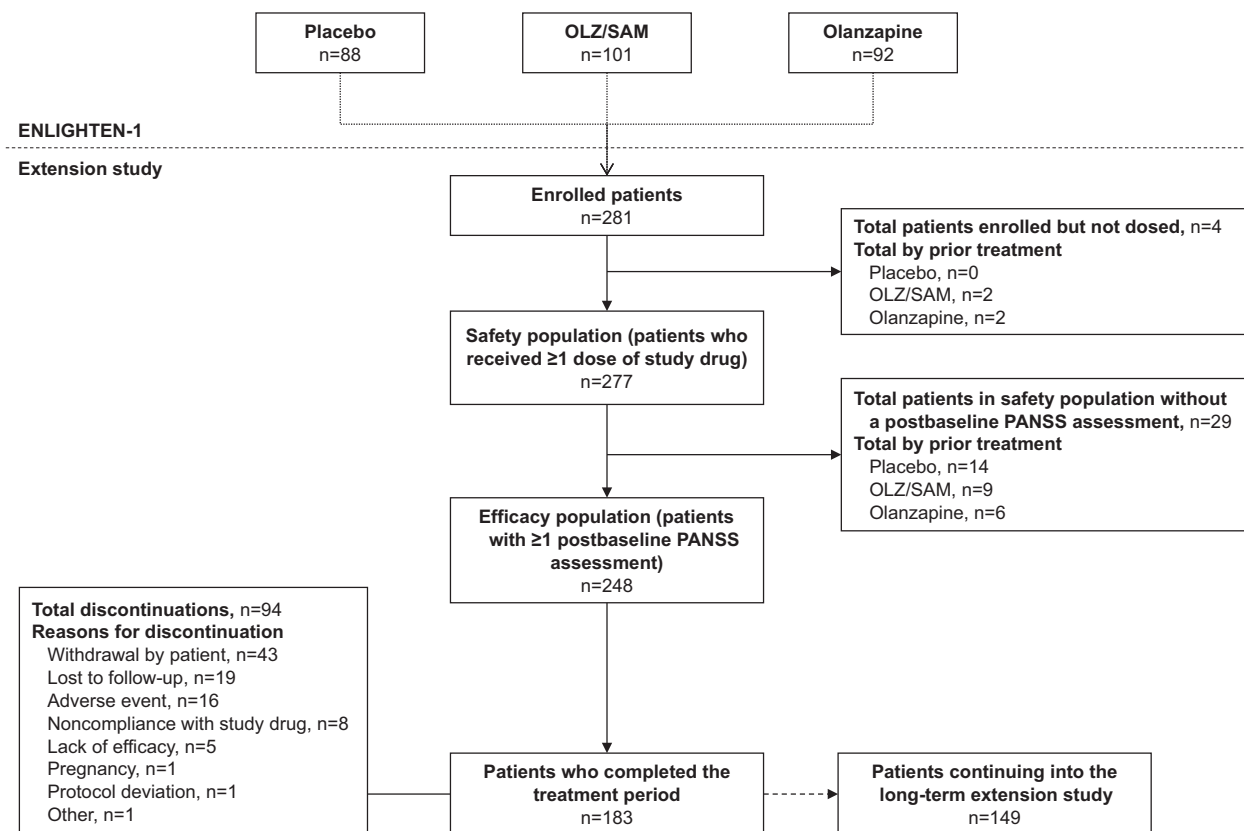 Placebo
n=88
OLZ/SAM
n=101
Olanzapine
n=92
ENLIGHTEN-1
Extension study
Enrolled patients
n=281
Total patients enrolled but not dosed, n=4
Total by prior treatment
Placebo, n=0
OLZ/SAM, n=2
Olanzapine, n=2
Safety population (patients who
received ≥1 dose of study drug)
n=277
Total patients in safety population without
a postbaseline PANSS assessment, n=29
Total by prior treatment
Placebo, n=14
OLZ/SAM, n=9
Olanzapine, n=6
Efficacy population (patients
with ≥1 postbaseline PANSS
assessment)
n=248
Total discontinuations, n=94
Reasons for discontinuation
Withdrawal by patient, n=43
Lost to follow-up, n=19
Adverse event, n=16
Noncompliance with study drug, n=8
Lack of efficacy, n=5
Pregnancy, n=1
Protocol deviation, n=1
Other, n=1
Patients who completed the
treatment period
n=183
Patients continuing into the
long-term extension study
n=149